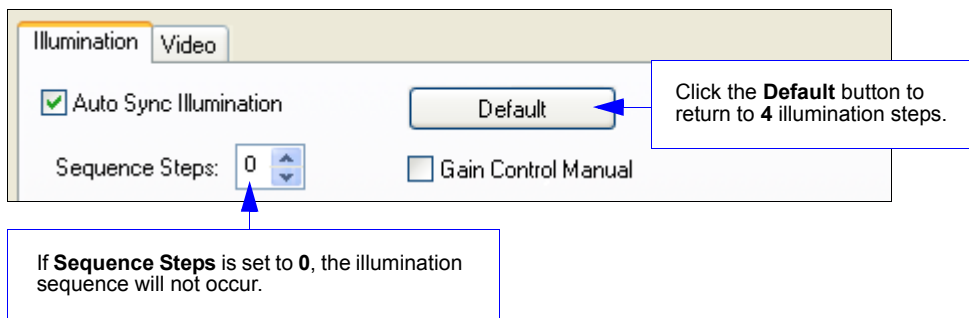 Illumination Video
Auto Sync Illumination Default
Click the Default button to
return to 4 illumination steps.
Sequence Steps: 0 Gain Control Manual
If Sequence Steps is set to 0, the illumination
sequence will not occur.